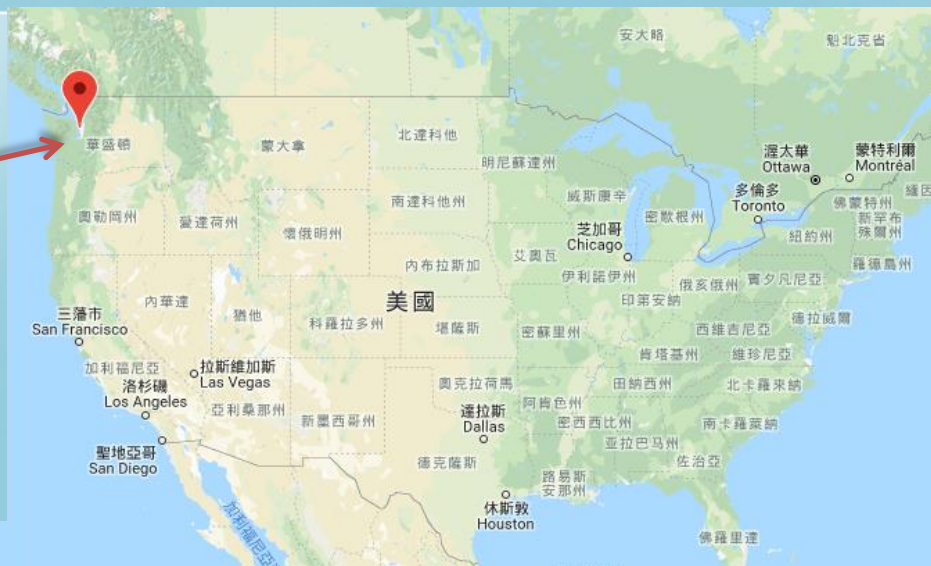 安大略
魁北克省
華盛頓
蒙大拿
北達科他
明尼蘇達州
渥太華
Ottawa
蒙特利爾
Montréal
南達科他州
威斯康辛
多倫多
Toronto
佛蒙特州
緬因
奧勒岡州
愛達荷州
懷俄明州
密歇根州
新罕布
殊爾州
芝加哥
Chicago
艾奧瓦
紐約州
內布拉斯加
伊利諾伊州
俄亥俄州
賓夕凡尼亞
羅德島州
內華達
猶他
美國
印第安納
三藩市
San Francisco
科羅拉多州
堪薩斯
密蘇里州
西維吉尼亞
德拉威爾
加利福尼亞
拉斯維加斯
Las Vegas
肯塔基州
維珍尼亞
洛杉磯
Los Angeles
奧克拉荷馬
田納西州
北卡羅來納
亞利桑那州
新墨西哥州
達拉斯
Dallas
阿肯色州
密西西比州
南卡羅萊納
亚拉巴马州
聖地亞哥
San Diego
德克薩斯
路易斯
安那州
佐治亞
休斯敦
Houston
佛羅里達